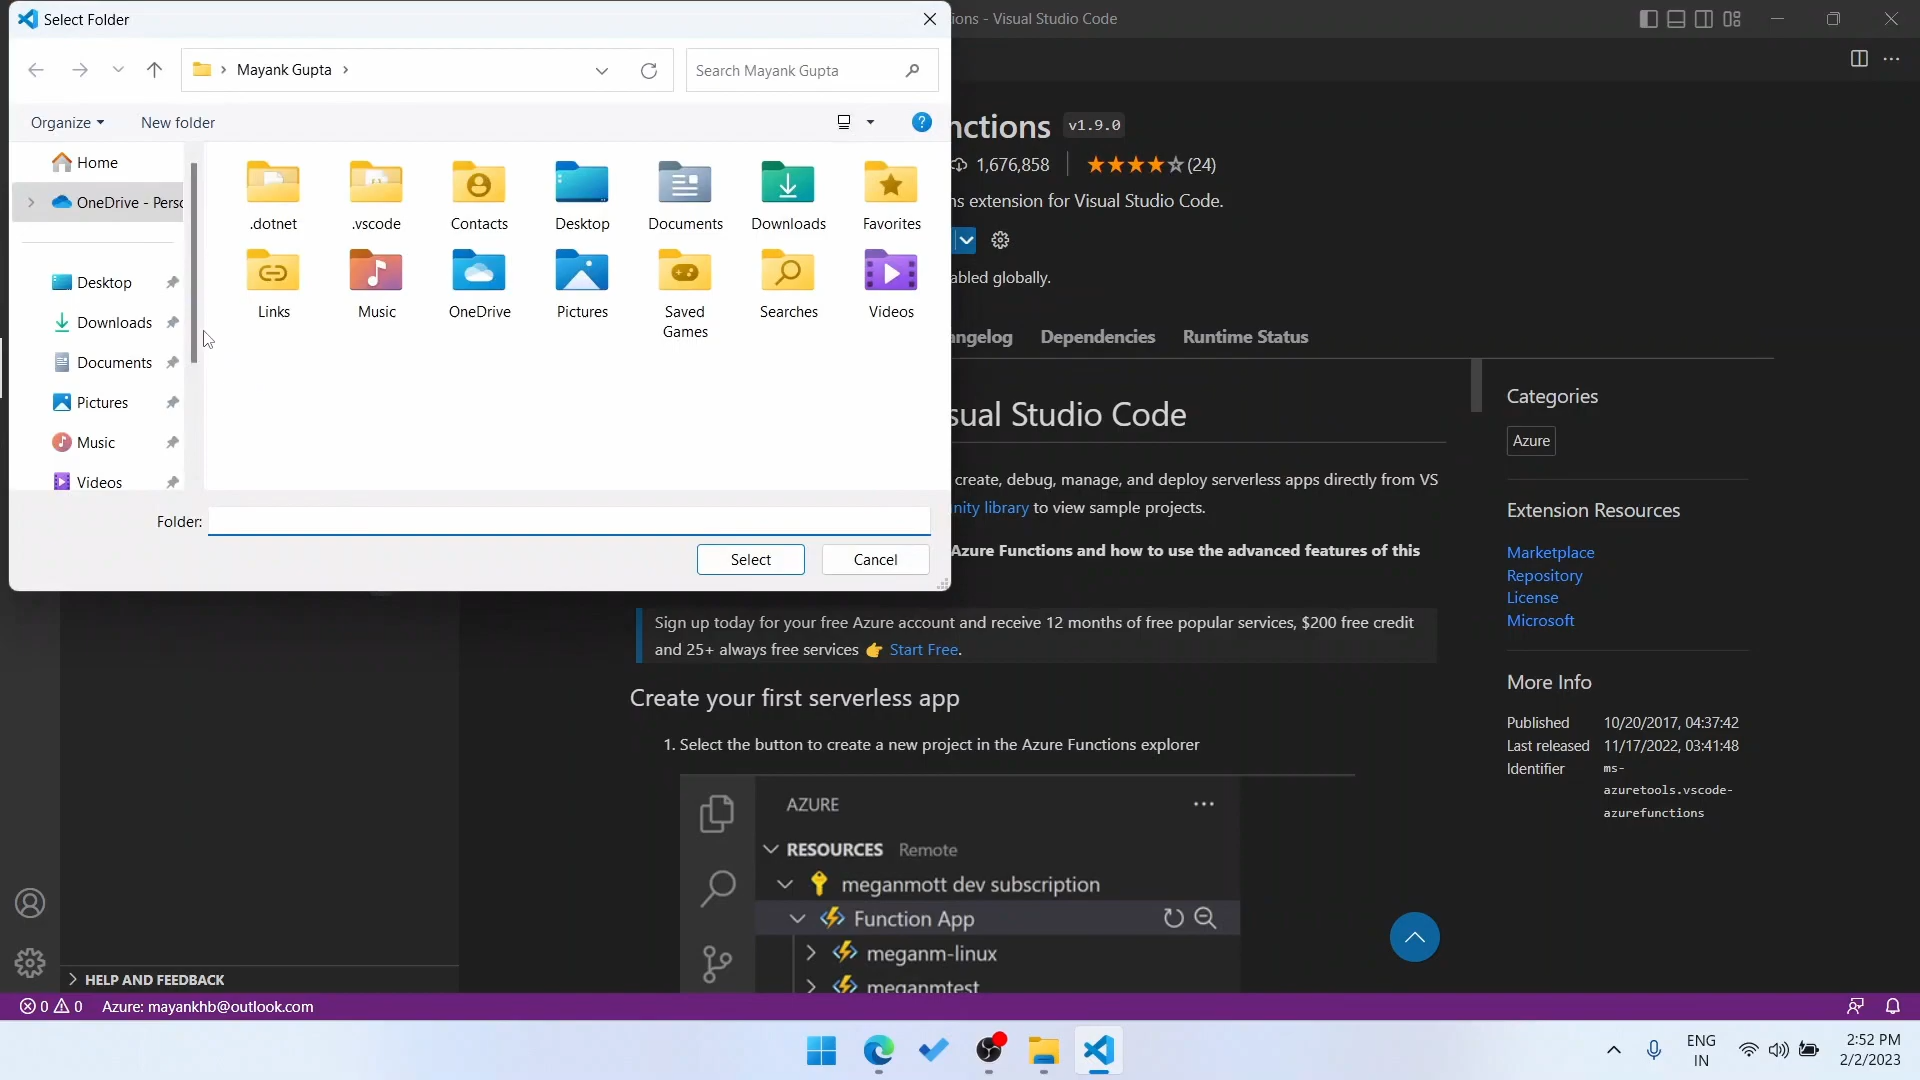 Select Folder
ions - Visual Studio Code
Mayank Gupta
Search Mayank Gupta
Organize
New folder
?
Home
OneDrive - Perso
Desktop
Downloads
Documents
Pictures
Music
Videos
.dotnet
.vscode
Contacts
Desktop
Documents
Downloads
Favorites
Links
Music
OneDrive
Pictures
Saved
Games
Searches
Videos
Folder:
Select
Cancel
nctions v1.9.0
1,676,858
(24)
ns extension for Visual Studio Code.
abled globally.
angelog Dependencies Runtime Status
sual Studio Code
create, debug, manage, and deploy serverless apps directly from VS
nity library to view sample projects.
Azure Functions and how to use the advanced features of this
Sign up today for your free Azure account and receive 12 months of free popular services, $200 free credit
and 25+ always free services 👉 Start Free.
Create your first serverless app
1. Select the button to create a new project in the Azure Functions explorer
AZURE
RESOURCES Remote
meganmott dev subscription
Function App
meganm-linux
meganmtest
Categories
Azure
Extension Resources
Marketplace
Repository
License
Microsoft
More Info
Published 10/20/2017, 04:37:42
Last released 11/17/2022, 03:41:48
Identifier ms-
azuretools.vscode-
azurefunctions
HELP AND FEEDBACK
0 0 Azure: mayankhb@outlook.com
ENG
IN
2:52 PM
2/2/2023